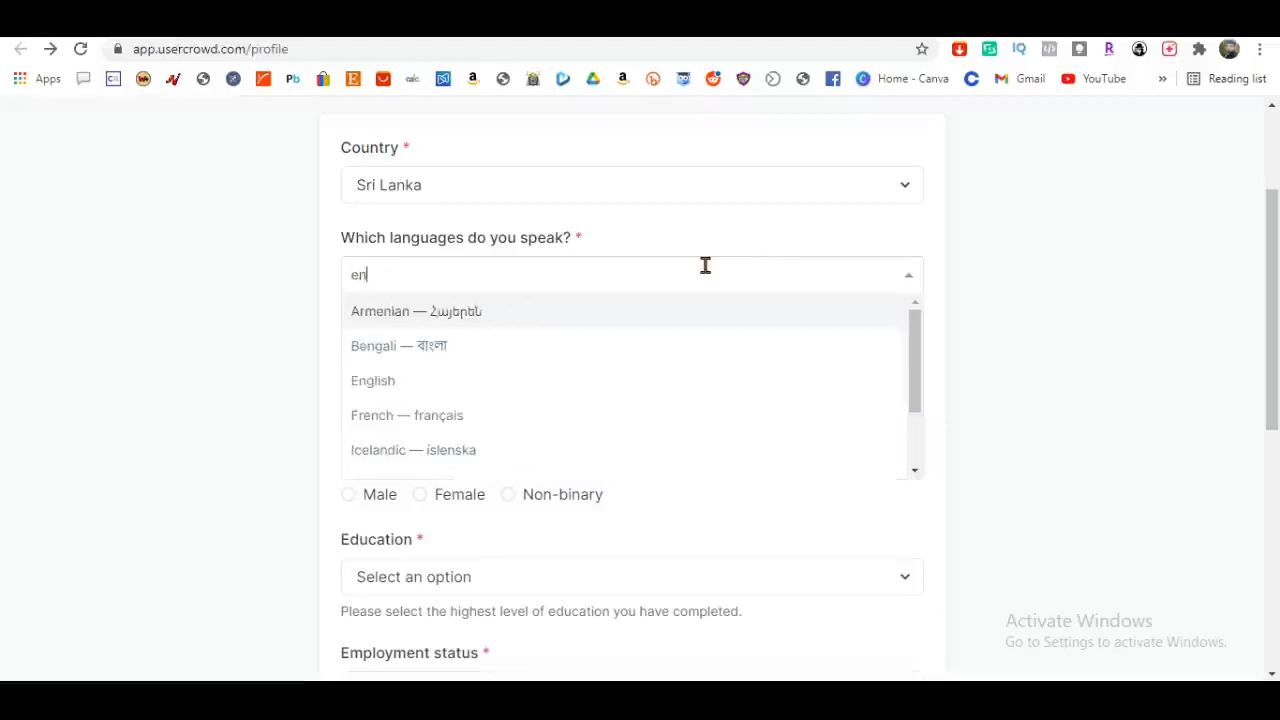 app.usercrowd.com/profile
Apps
Home - Canva
Gmail
YouTube
»
Reading list
Country *
Sri Lanka
Which languages do you speak? *
en
Armenian — Հայերեն
Bengali — বাংলা
English
French — français
Icelandic — íslenska
Male Female Non-binary
Education *
Select an option
Please select the highest level of education you have completed.
Employment status *
Activate Windows
Go to Settings to activate Windows.